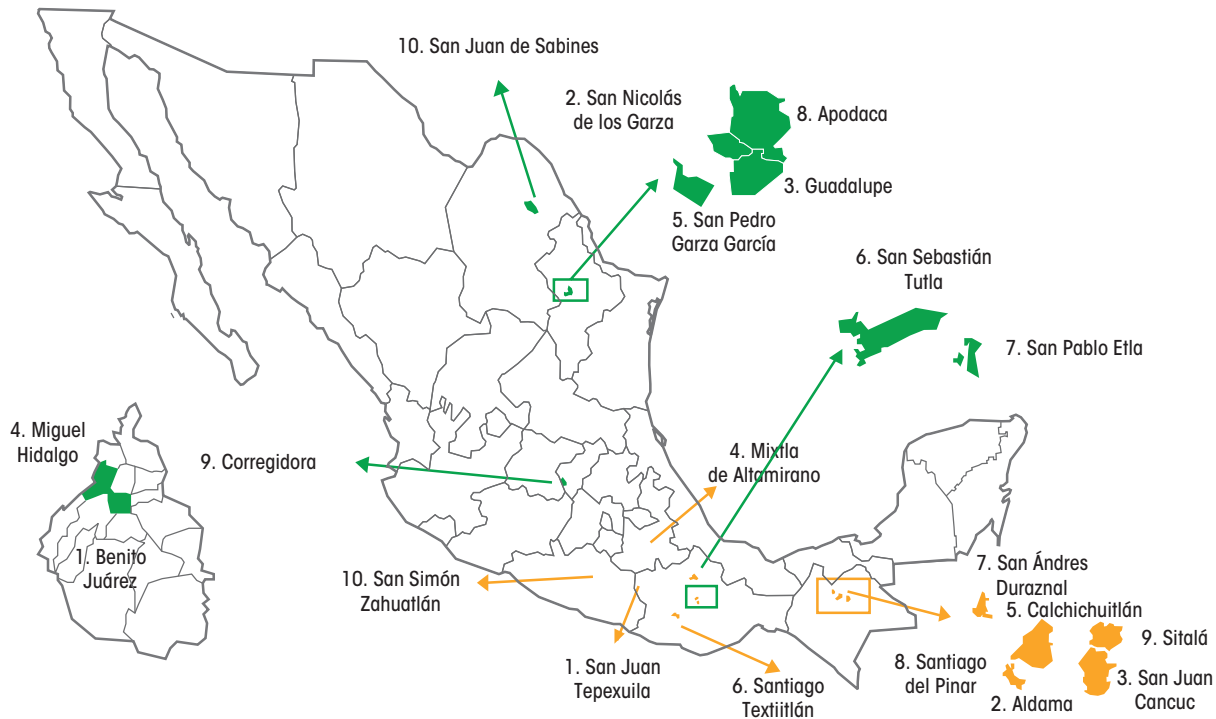 10. San Juan de Sabines
2. San Nicolás
de los Garza
8. Apodaca
3. Guadalupe
5. San Pedro
Garza García
6. San Sebastián
Tutla
7. San Pablo Etla
4. Miguel
Hidalgo
9. Corregidora
4. Mixtla
de Altamirano
1. Benito
Juárez
10. San Simón
Zahuatlán
7. San Ándres
Duraznal
5. Calchichuitlán
9. Sitalá
8. Santiago
del Pinar
3. San Juan
Cancuc
2. Aldama
1. San Juan
Tepexuila
6. Santiago
Textiitlán